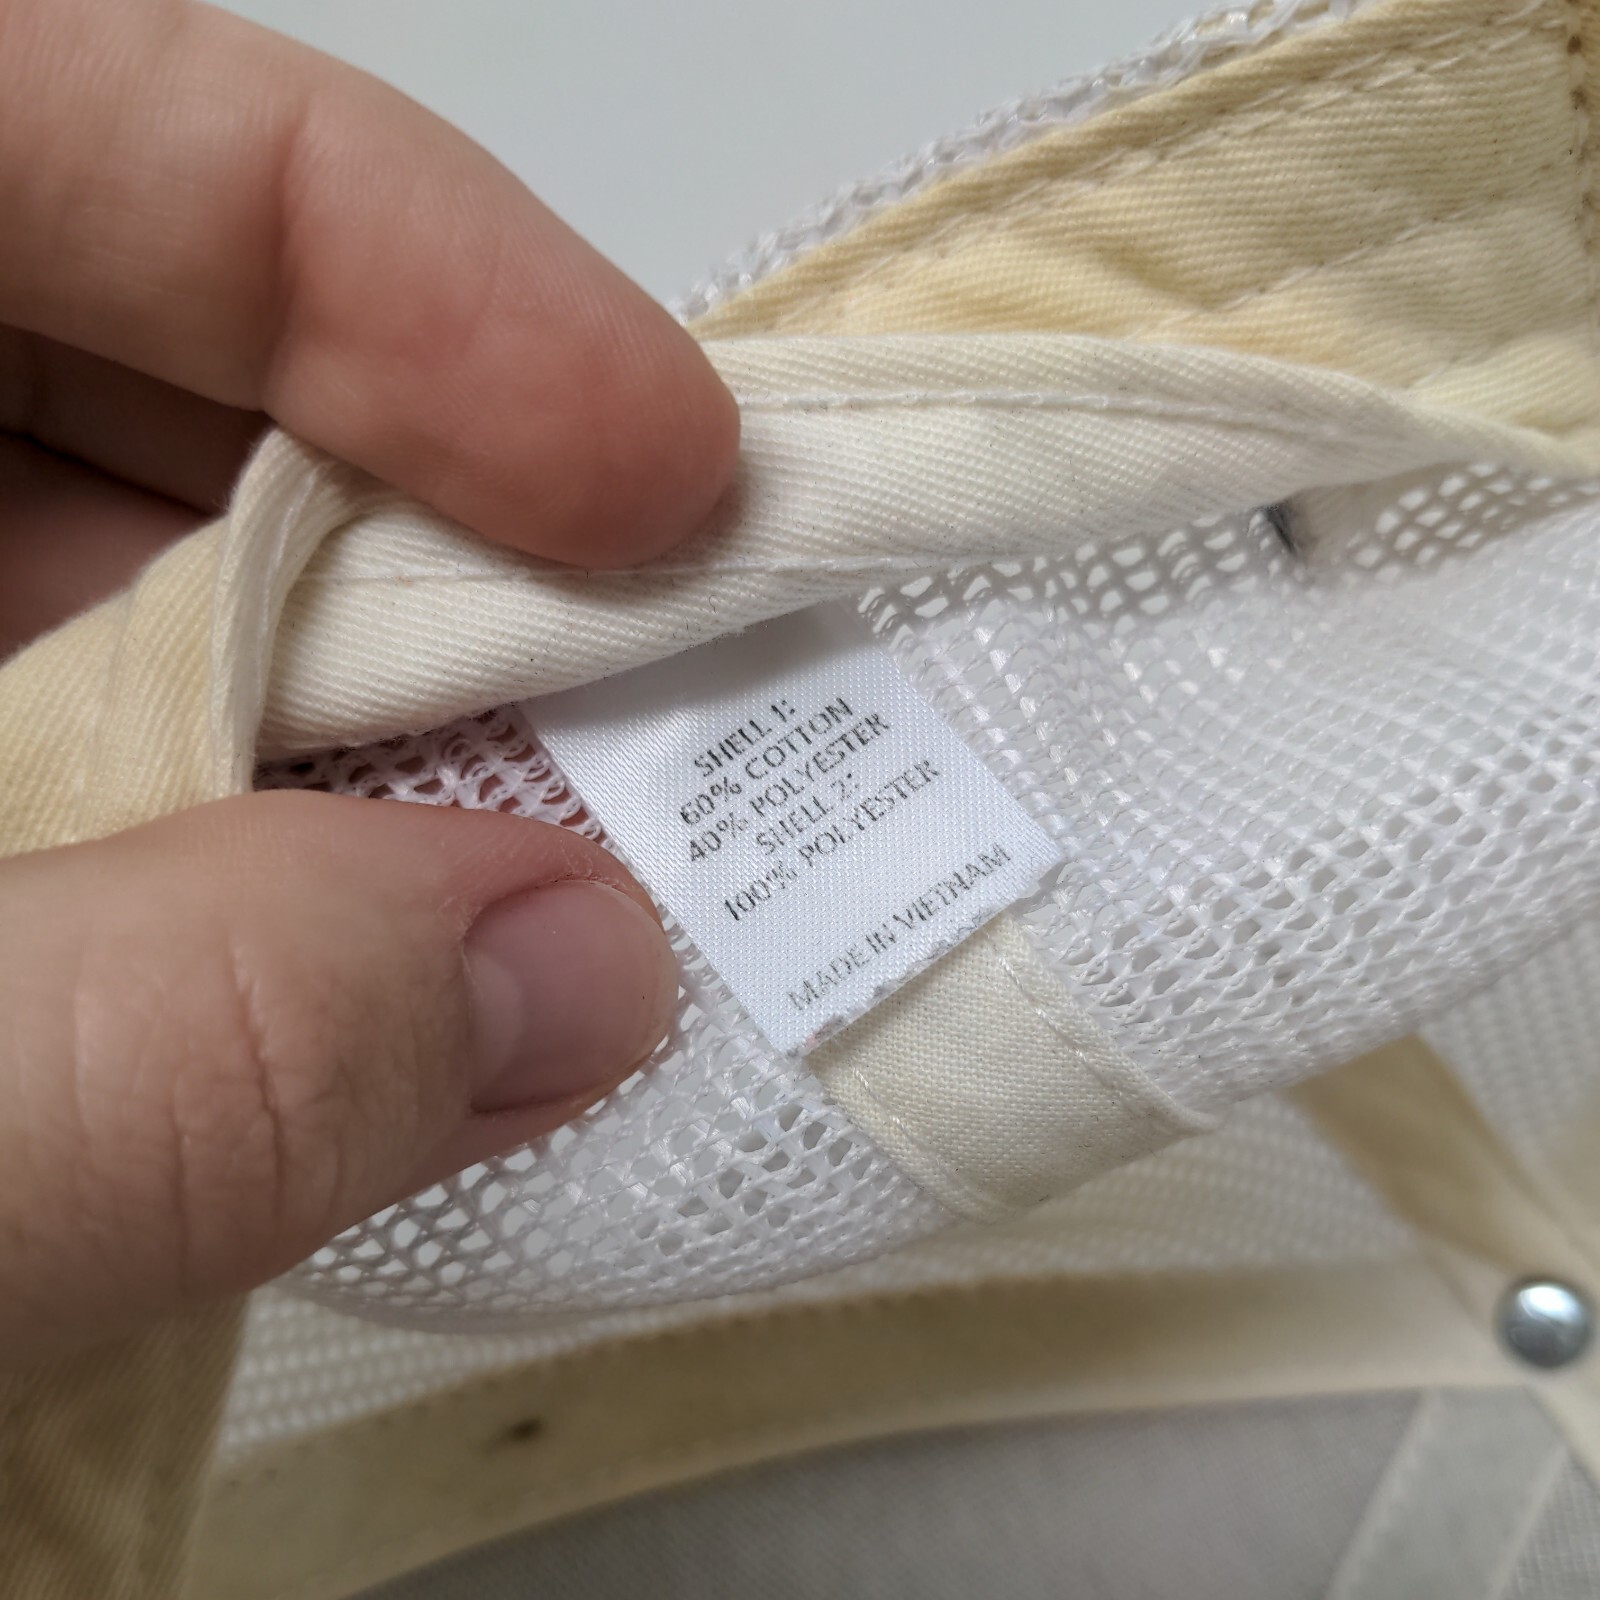 SHELL 1:
60% COTTON
40% POLYESTER
SHELL 2:
100% POLYESTER
MADE IN VIETNAM